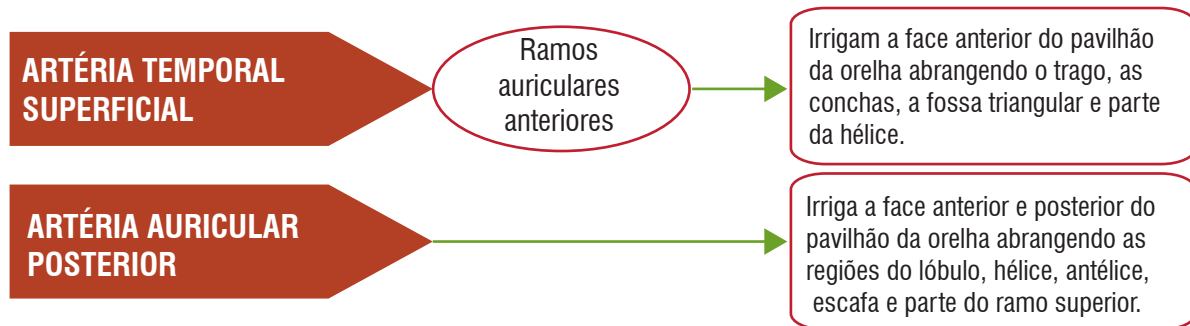 ARTÉRIA TEMPORAL
SUPERFICIAL
Ramos
auriculares
anteriores
Irrigam a face anterior do pavilhão
da orelha abrangendo o trago, as
conchas, a fossa triangular e parte
da hélice.
ARTÉRIA AURICULAR
POSTERIOR
Irriga a face anterior e posterior do
pavilhão da orelha abrangendo as
regiões do lóbulo, hélice, antélice,
escafa e parte do ramo superior.